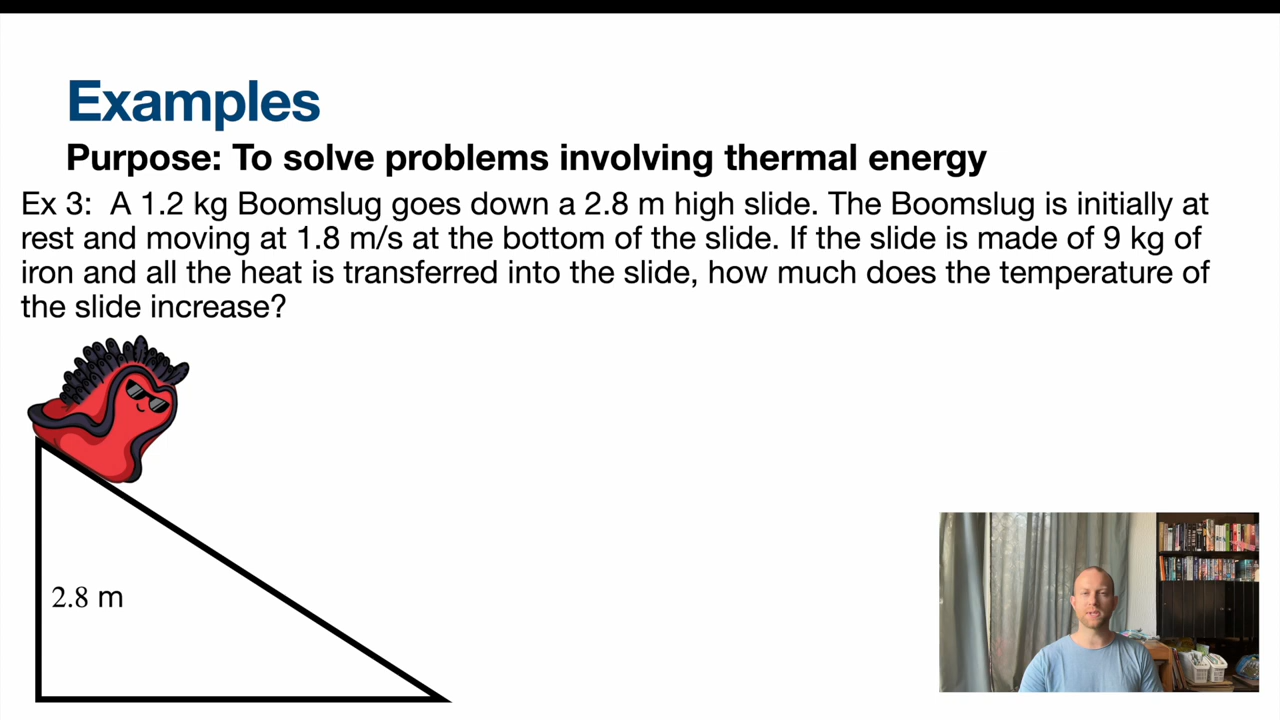 Examples
Purpose: To solve problems involving thermal energy
Ex 3: A 1.2 kg Boomslug goes down a 2.8 m high slide. The Boomslug is initially at
rest and moving at 1.8 m/s at the bottom of the slide. If the slide is made of 9 kg of
iron and all the heat is transferred into the slide, how much does the temperature of
the slide increase?
2.8 m